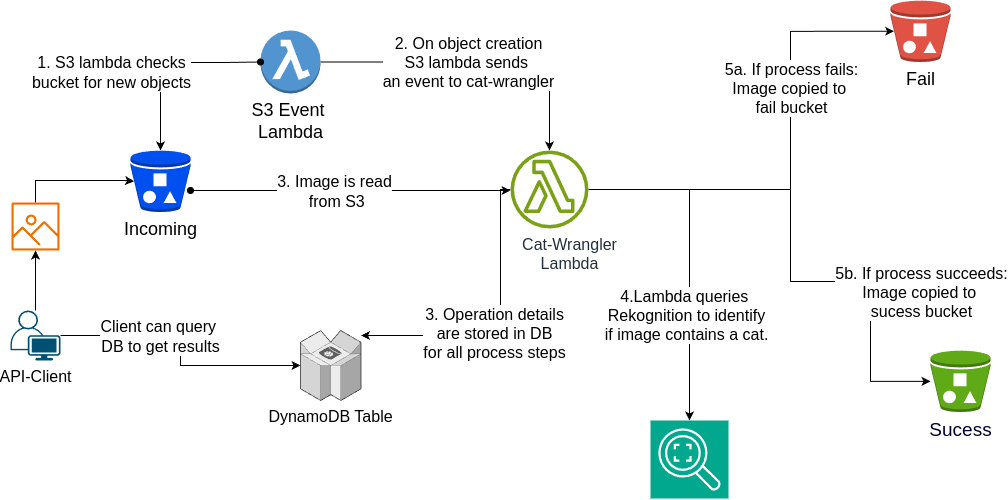 1. S3 lambda checks
bucket for new objects
S3 Event
Lambda
2. On object creation
S3 lambda sends
an event to cat-wrangler
5a. If process fails:
Image copied to
fail bucket
Fail
Incoming
3. Image is read
from S3
Cat-Wrangler
Lambda
API-Client
Client can query
DB to get results
DynamoDB Table
3. Operation details
are stored in DB
for all process steps
4.Lambda queries
Rekognition to identify
if image contains a cat.
5b. If process succeeds:
Image copied to
sucess bucket
Sucess